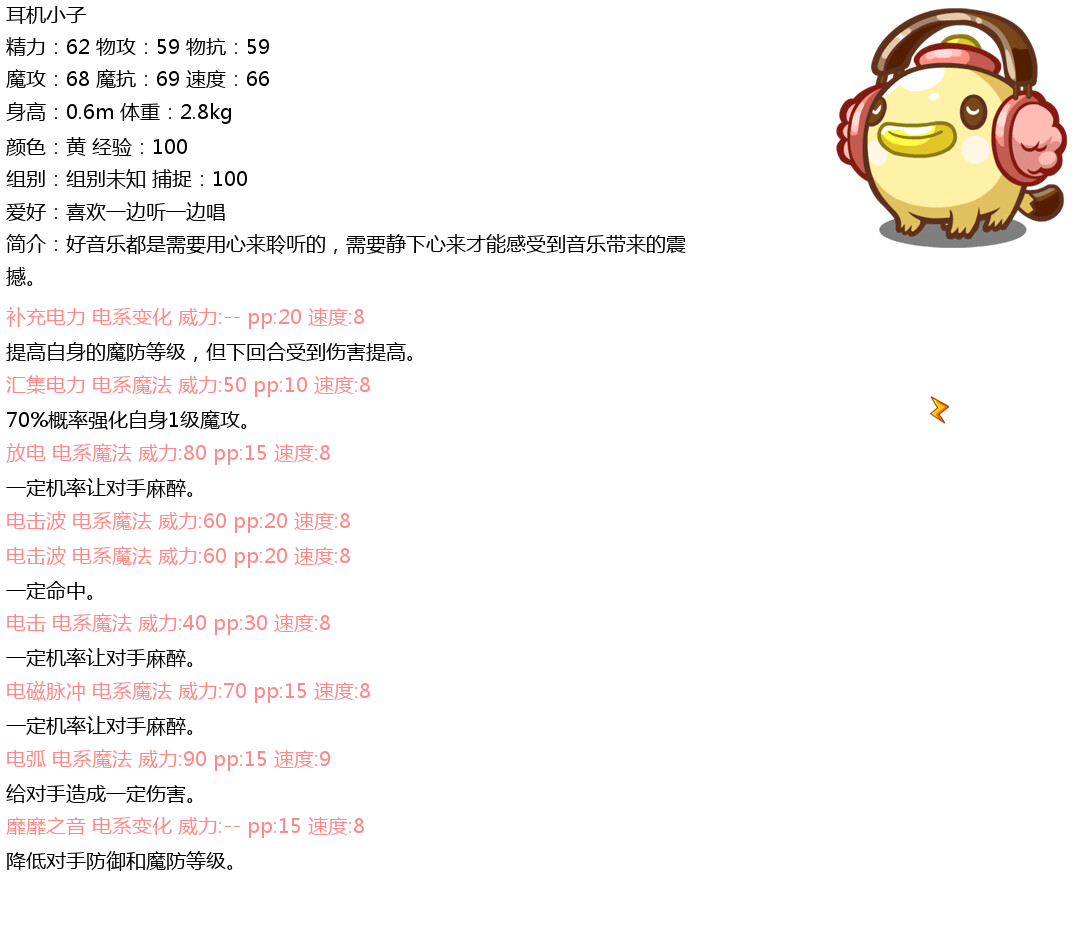 耳机小子
精力：62 物攻：59 物抗：59
魔攻：68 魔抗：69 速度：66
身高：0.6m 体重：2.8kg
颜色：黄 经验：100
组别：组别未知 捕捉：100
爱好：喜欢一边听一边唱
简介：好音乐都是需要用心来聆听的，需要静下心来才能感受到音乐带来的震
撼。
补充电力 电系变化 威力:-- pp:20 速度:8
提高自身的魔防等级，但下回合受到伤害提高。
汇集电力 电系魔法 威力:50 pp:10 速度:8
70%概率强化自身1级魔攻。
放电 电系魔法 威力:80 pp:15 速度:8
一定机率让对手麻醉。
电击波 电系魔法 威力:60 pp:20 速度:8
电击波 电系魔法 威力:60 pp:20 速度:8
一定命中。
电击 电系魔法 威力:40 pp:30 速度:8
一定机率让对手麻醉。
电磁脉冲 电系魔法 威力:70 pp:15 速度:8
一定机率让对手麻醉。
电弧 电系魔法 威力:90 pp:15 速度:9
给对手造成一定伤害。
靡靡之音 电系变化 威力:-- pp:15 速度:8
降低对手防御和魔防等级。